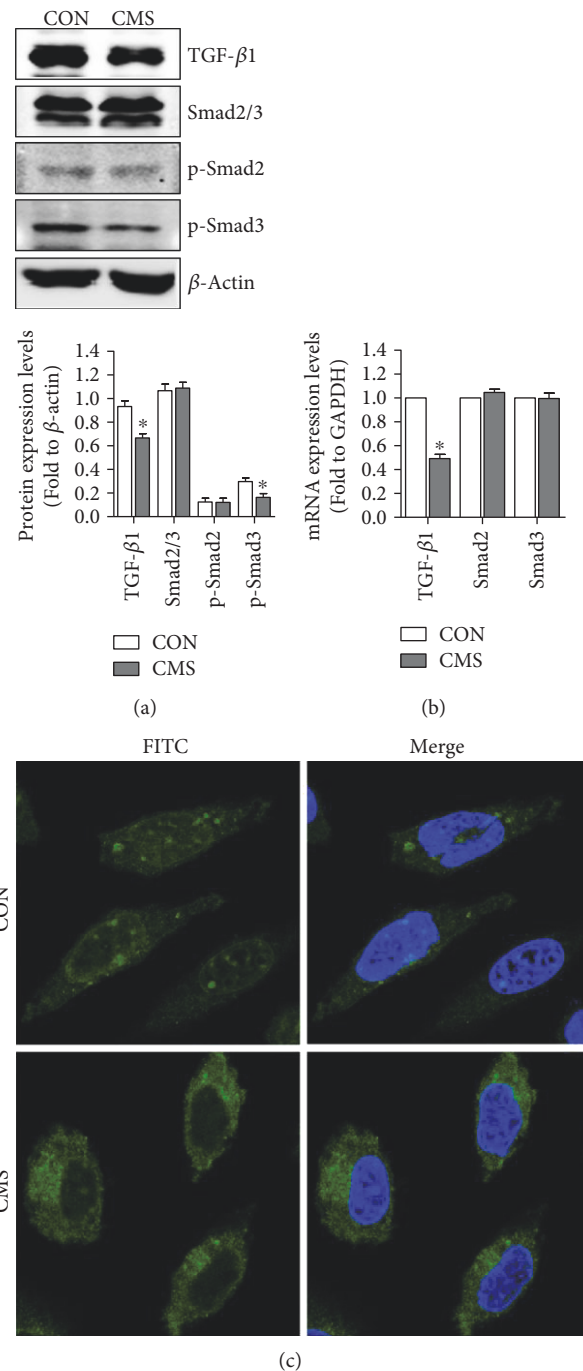 CON CMS
TGF-β1
Smad2/3
p-Smad2
p-Smad3
β-Actin
Protein expression levels
(Fold to β-actin)
1.4
1.2
1.0
0.8
0.6
0.4
0.2
0.0
*
*
TGF-β1
Smad2/3
p-Smad2
p-Smad3
CON
CMS
(a)
mRNA expression levels
(Fold to GAPDH)
1.4
1.2
1.0
0.8
0.6
0.4
0.2
0.0
*
TGF-β1
Smad2
Smad3
CON
CMS
(b)
FITC Merge
CON
CMS
(c)